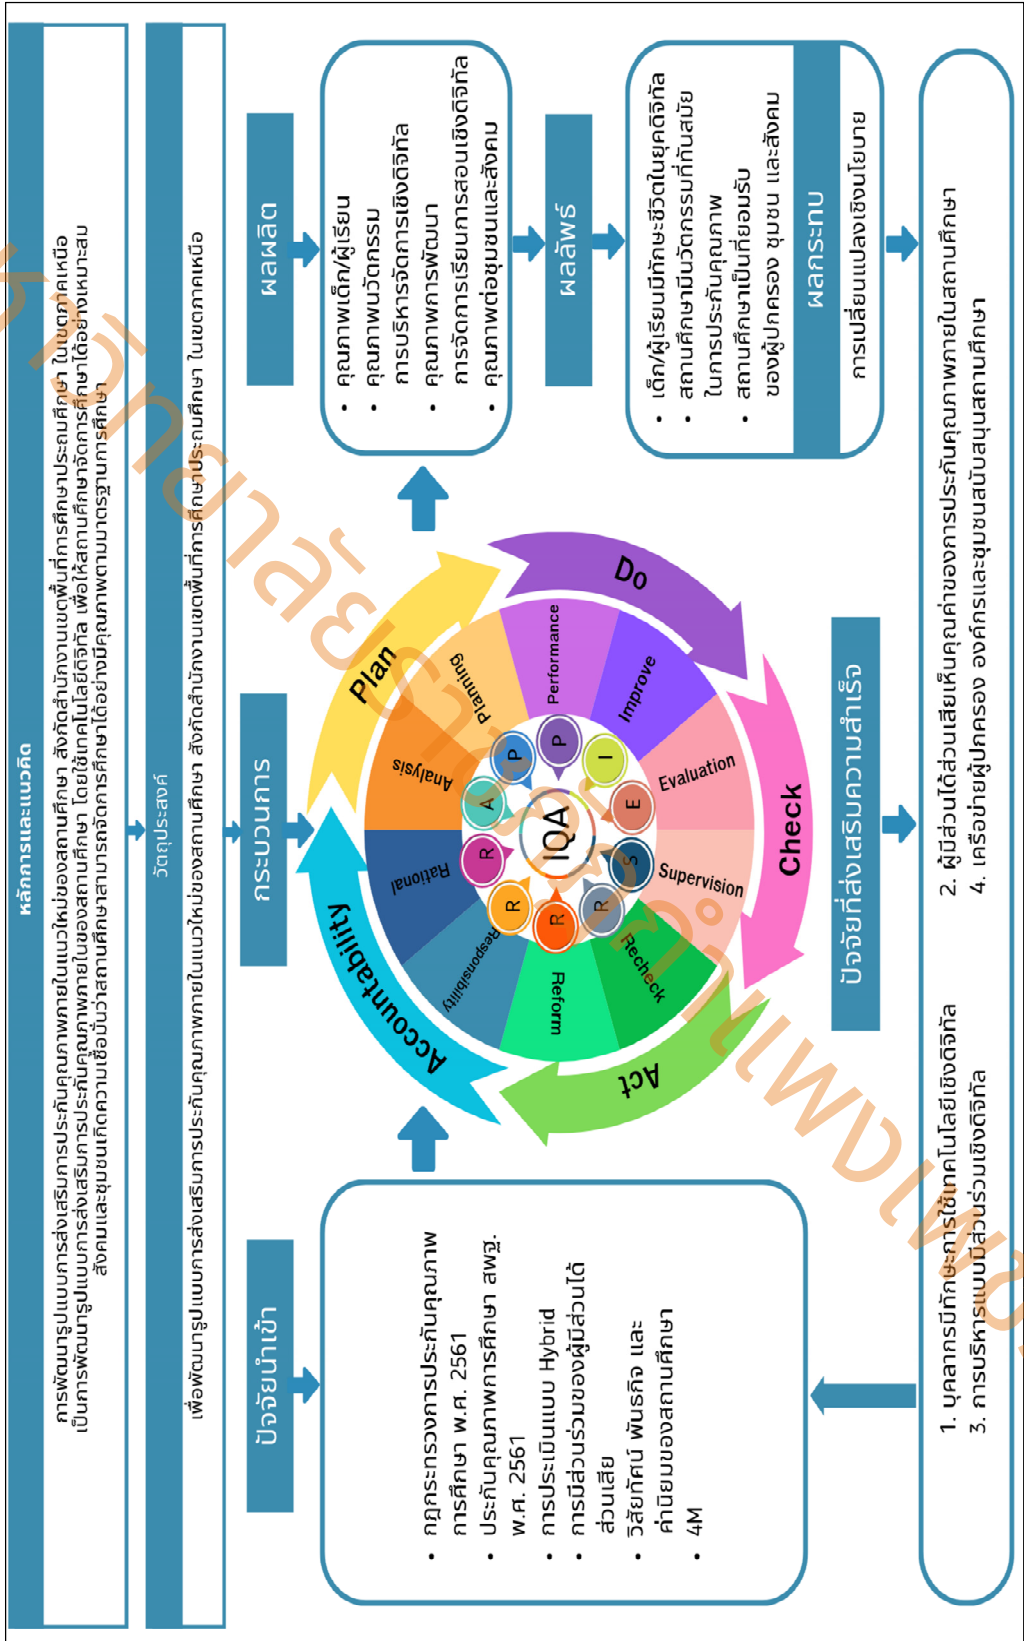 หลักการและแนวคิด
การพัฒนารูปแบบการส่งเสริมการประกันคุณภาพภายในแนวใหม่ของสถานศึกษา สังกัดสำนักงานเขตพื้นที่การศึกษาประถมศึกษา ในเขตภาคเหนือ
เป็นการพัฒนารูปแบบการส่งเสริมการประกันคุณภาพภายในของสถานศึกษา โดยใช้เทคโนโลยีดิจิทัล เพื่อให้สถานศึกษาจัดการศึกษาได้อย่างเหมาะสม
สังคมและชุมชนเกิดความเชื่อมั่นว่าสถานศึกษาสามารถจัดการศึกษาได้อย่างมีคุณภาพตามมาตรฐานการศึกษา
วัตถุประสงค์
เพื่อพัฒนารูปแบบการส่งเสริมการประกันคุณภาพภายในแนวใหม่ของสถานศึกษา สังกัดสำนักงานเขตพื้นที่การศึกษาประถมศึกษา ในเขตภาคเหนือ
ปัจจัยนำเข้า
• กฎกระทรวงการประกันคุณภาพ
การศึกษา พ.ศ. 2561
• ประกันคุณภาพการศึกษา สพฐ.
พ.ศ. 2561
• การประเมินแบบ Hybrid
• การมีส่วนร่วมของผู้มีส่วนได้
ส่วนเสีย
• วิสัยทัศน์ พันธกิจ และ
ค่านิยมของสถานศึกษา
• 4M
กระบวนการ
Accountability
Plan
Do
Check
Act
Rational
Analysis
Planning
Performance
Improve
Evaluation
Supervision
Recheck
Reform
Responsibility
R
A
P
P
I
E
S
R
R
R
IQA
ผลผลิต
• คุณภาพเด็ก/ผู้เรียน
• คุณภาพนวัตกรรม
การบริหารจัดการเชิงดิจิทัล
• คุณภาพการพัฒนา
การจัดการเรียนการสอนเชิงดิจิทัล
• คุณภาพต่อชุมชนและสังคม
ผลลัพธ์
• เด็ก/ผู้เรียนมีทักษะชีวิตในยุคดิจิทัล
• สถานศึกษามีนวัตกรรมที่ทันสมัย
ในการประกันคุณภาพ
• สถานศึกษาเป็นที่ยอมรับ
ของผู้ปกครอง ชุมชน และสังคม
ผลกระทบ
การเปลี่ยนแปลงเชิงนโยบาย
ปัจจัยที่ส่งเสริมความสำเร็จ
1. บุคลากรมีทักษะการใช้เทคโนโลยีเชิงดิจิทัล
2. ผู้มีส่วนได้ส่วนเสียเห็นคุณค่าของการประกันคุณภาพภายในสถานศึกษา
3. การบริหารแบบมีส่วนร่วมเชิงดิจิทัล
4. เครือข่ายผู้ปกครอง องค์กรและชุมชนสนับสนุนสถานศึกษา